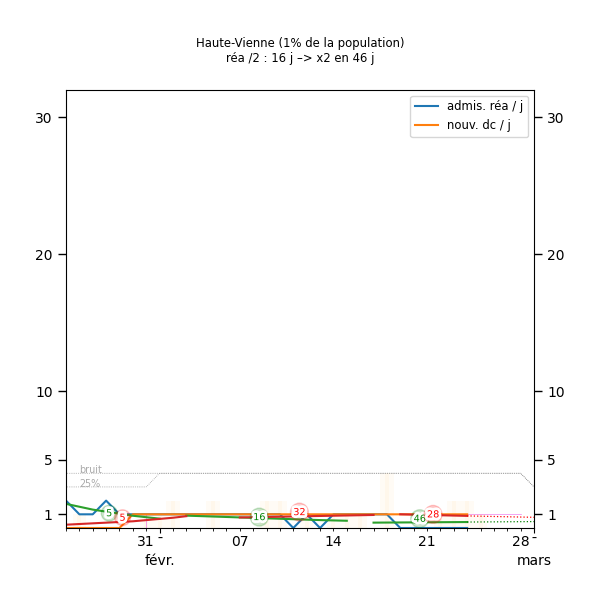 Haute-Vienne (1% de la population)
réa /2 : 16 j –> x2 en 46 j
admis. réa / j
nouv. dc / j
30 30
20 20
10 10
5 5
bruit
25%
1 1
5 5 16 32 46 28
31 - 07 14 21 28 -
févr. mars